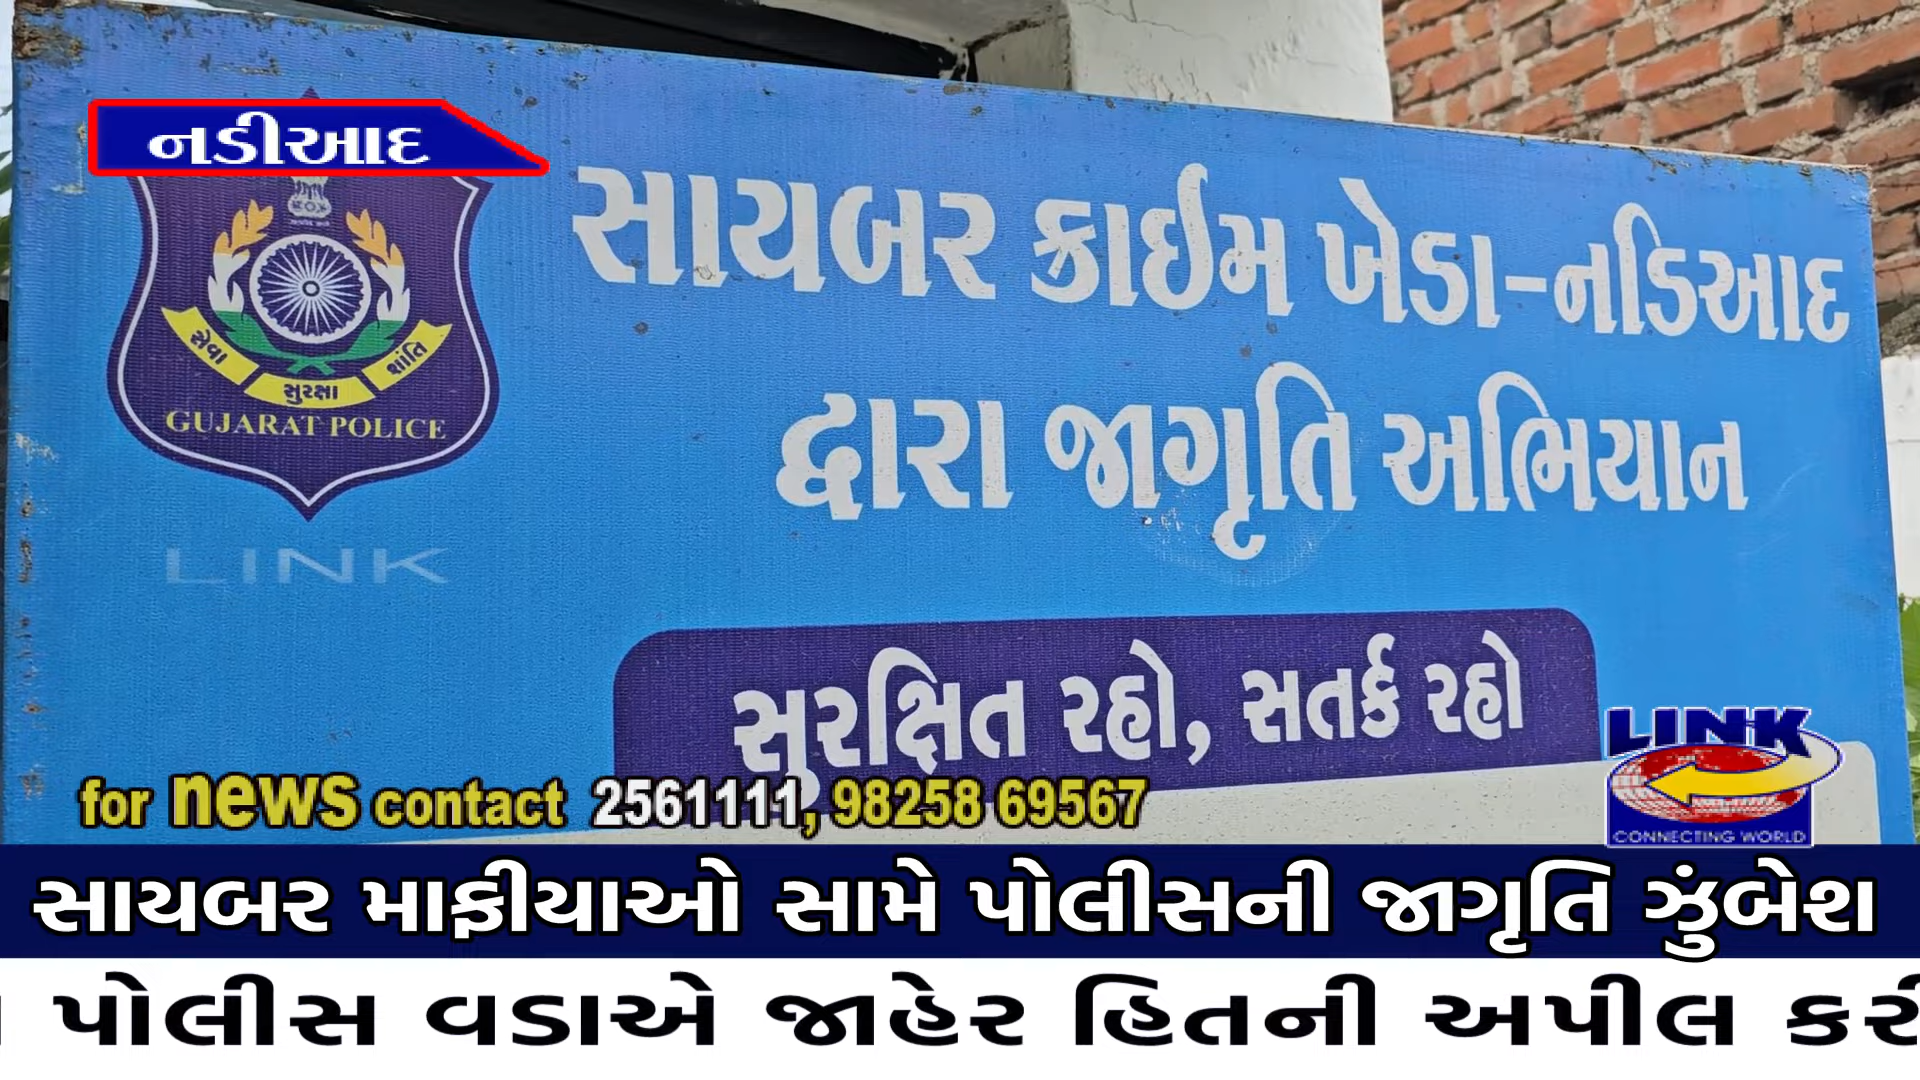 નડીઆદ
સાયબર ક્રાઈમ ખેડા-નડિઆદ
દ્વારા જાગૃતિ અભિયાન
સેવા
સુરક્ષા
શાંતિ
GUJARAT POLICE
LINK
સુરક્ષિત રહો, સતર્ક રહો
LINK
CONNECTING WORLD
for news contact 2561111, 98258 69567
સાયબર માફીયાઓ સામે પોલીસની જાગૃતિ ઝુંબેશ
પોલીસ વડાએ જાહેર હિતની અપીલ કરી